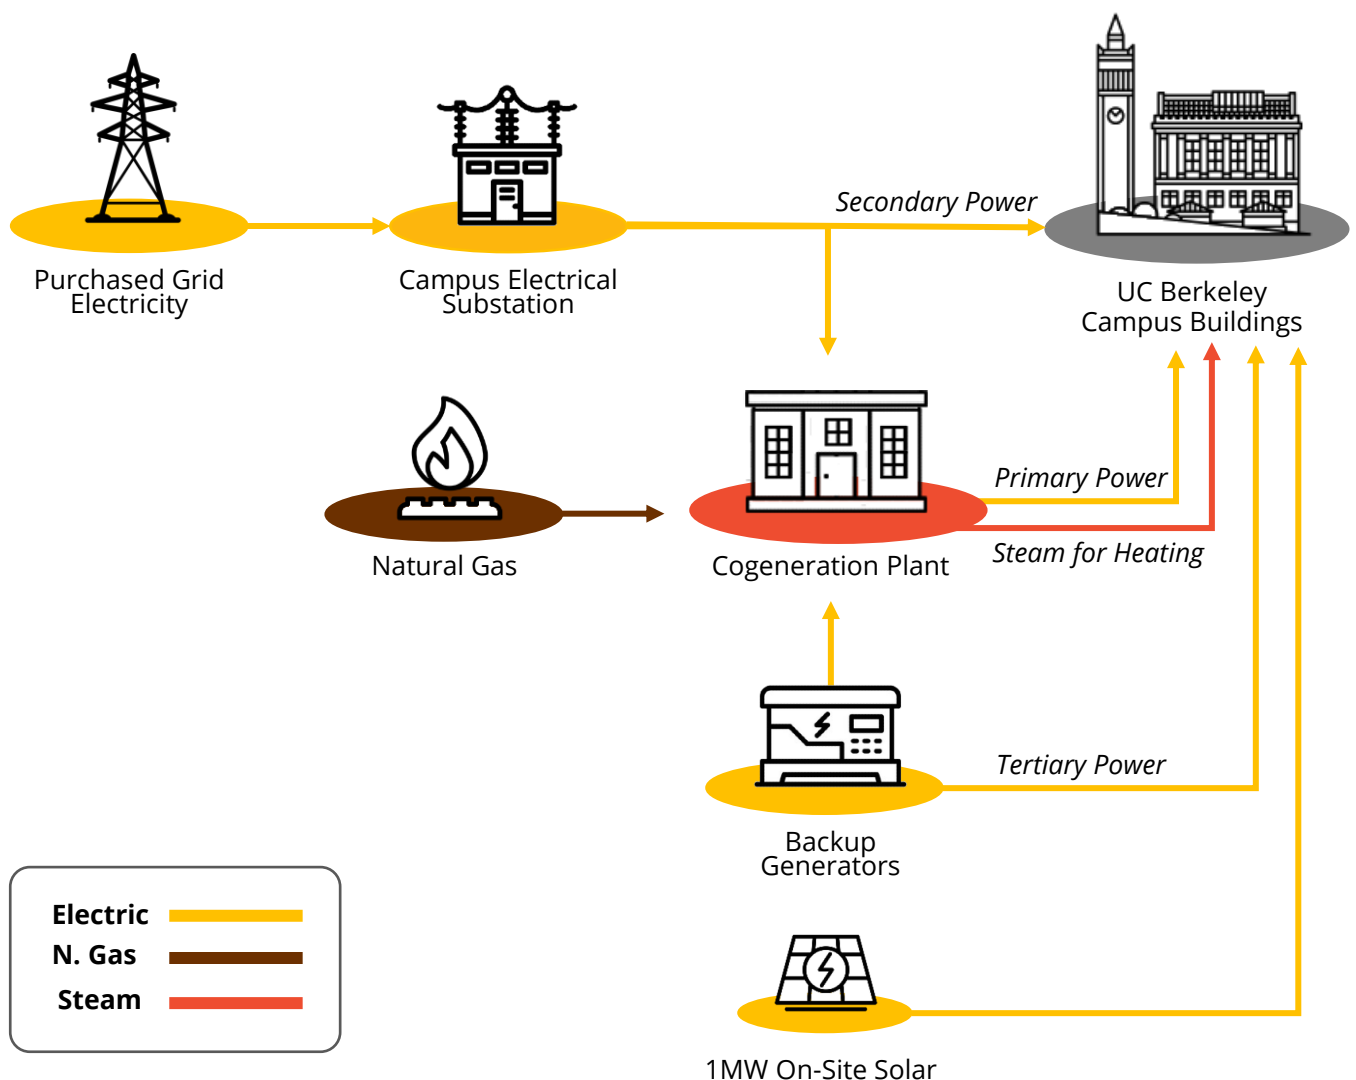 Secondary Power
Purchased Grid
Electricity
Campus Electrical
Substation
UC Berkeley
Campus Buildings
Natural Gas
Cogeneration Plant
Primary Power
Steam for Heating
Backup
Generators
Tertiary Power
Electric
N. Gas
Steam
1MW On-Site Solar